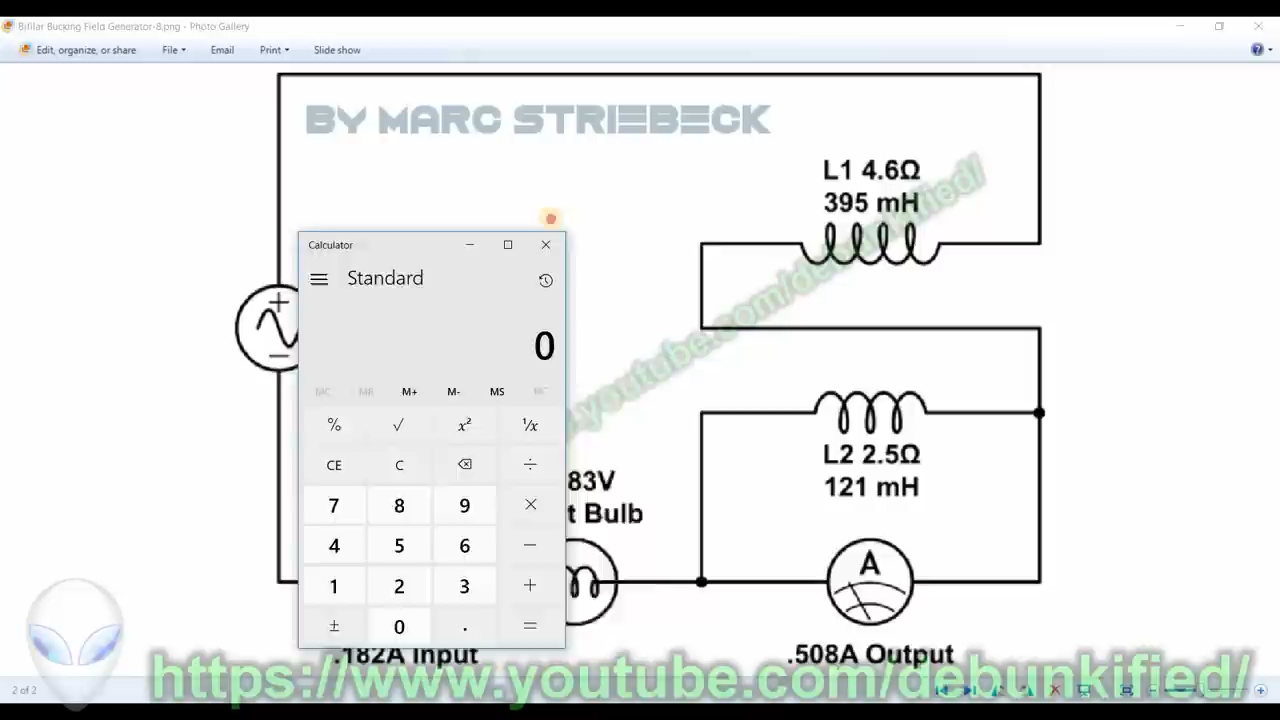 Bifilar Bucking Field Generator-8.png - Photo Gallery
Edit, organize, or share File Email Print Slide show
BY MARC STRIEBECK
L1 4.6Ω
395 mH
Calculator
Standard
0
MC MR M+ M- MS
% √ x² ¹/x
CE C ÷
7 8 9 ×
4 5 6 −
1 2 3 +
± 0 . =
+
−
83V
t Bulb
L2 2.5Ω
121 mH
A
.182A Input
.508A Output
youtube.com/debunkified/
https://www.youtube.com/debunkified/
2 of 2